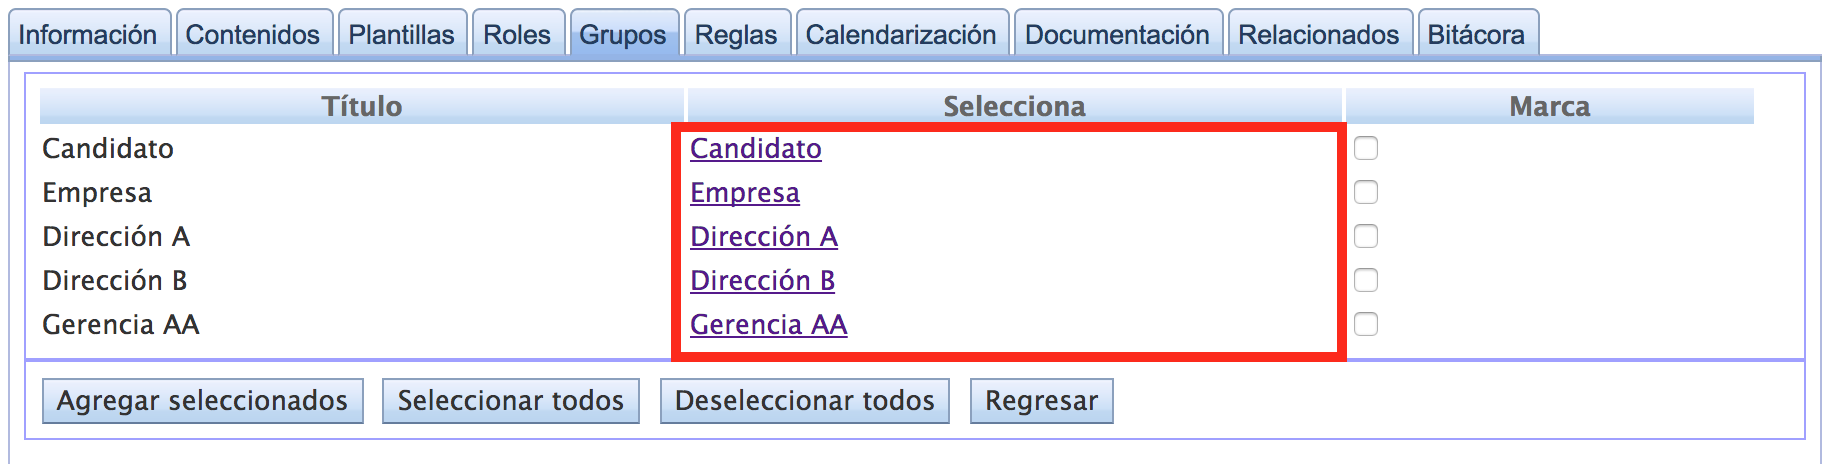 Información Contenidos Plantillas Roles Grupos Reglas Calendarización Documentación Relacionados Bitácora
Título Selecciona Marca
Candidato Candidato
Empresa Empresa
Dirección A Dirección A
Dirección B Dirección B
Gerencia AA Gerencia AA
Agregar seleccionados Seleccionar todos Deseleccionar todos Regresar